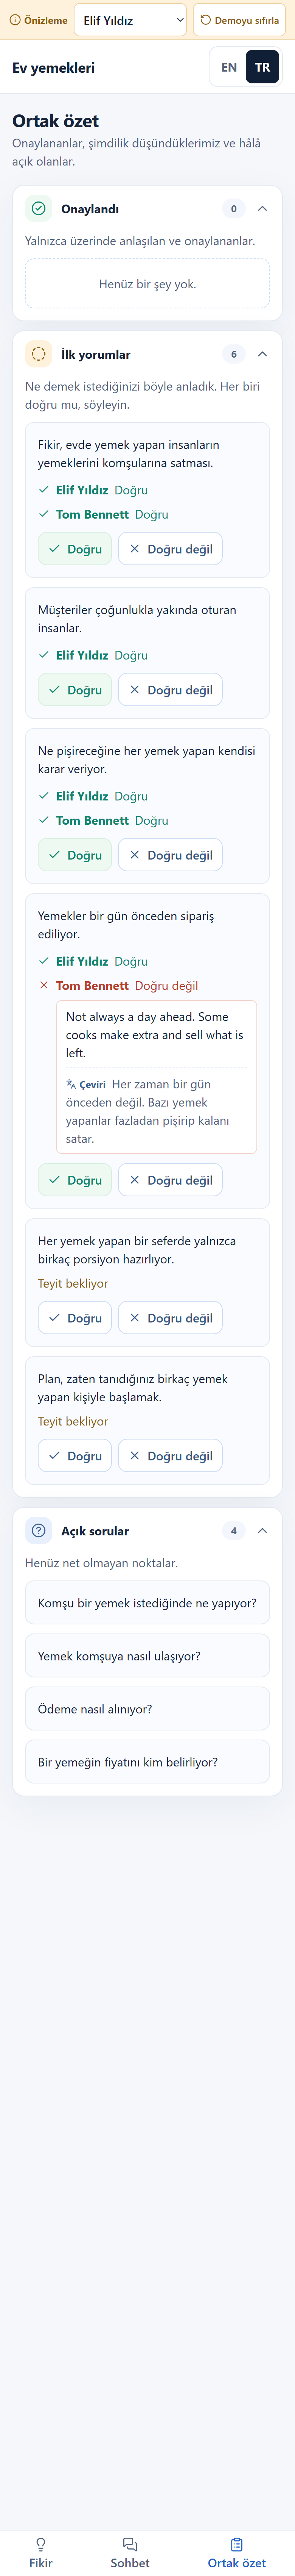 Önizleme
Elif Yıldız
Demoyu sıfırla
Ev yemekleri
EN
TR
Ortak özet
Onaylananlar, şimdilik düşündüklerimiz ve hâlâ
açık olanlar.
Onaylandı
0
Yalnızca üzerinde anlaşılan ve onaylananlar.
Henüz bir şey yok.
İlk yorumlar
6
Ne demek istediğinizi böyle anladık. Her biri
doğru mu, söyleyin.
Fikir, evde yemek yapan insanların
yemeklerini komşularına satması.
Elif Yıldız Doğru
Tom Bennett Doğru
Doğru
Doğru değil
Müşteriler çoğunlukla yakında oturan
insanlar.
Elif Yıldız Doğru
Doğru
Doğru değil
Ne pişireceğine her yemek yapan kendisi
karar veriyor.
Elif Yıldız Doğru
Tom Bennett Doğru
Doğru
Doğru değil
Yemekler bir gün önceden sipariş
ediliyor.
Elif Yıldız Doğru
Tom Bennett Doğru değil
Not always a day ahead. Some
cooks make extra and sell what is
left.
Çeviri Her zaman bir gün
önceden değil. Bazı yemek
yapanlar fazladan pişirip kalanı
satar.
Doğru
Doğru değil
Her yemek yapan bir seferde yalnızca
birkaç porsiyon hazırlıyor.
Teyit bekliyor
Doğru
Doğru değil
Plan, zaten tanıdığınız birkaç yemek
yapan kişiyle başlamak.
Teyit bekliyor
Doğru
Doğru değil
Açık sorular
4
Henüz net olmayan noktalar.
Komşu bir yemek istediğinde ne yapıyor?
Yemek komşuya nasıl ulaşıyor?
Ödeme nasıl alınıyor?
Bir yemeğin fiyatını kim belirliyor?
Fikir
Sohbet
Ortak özet